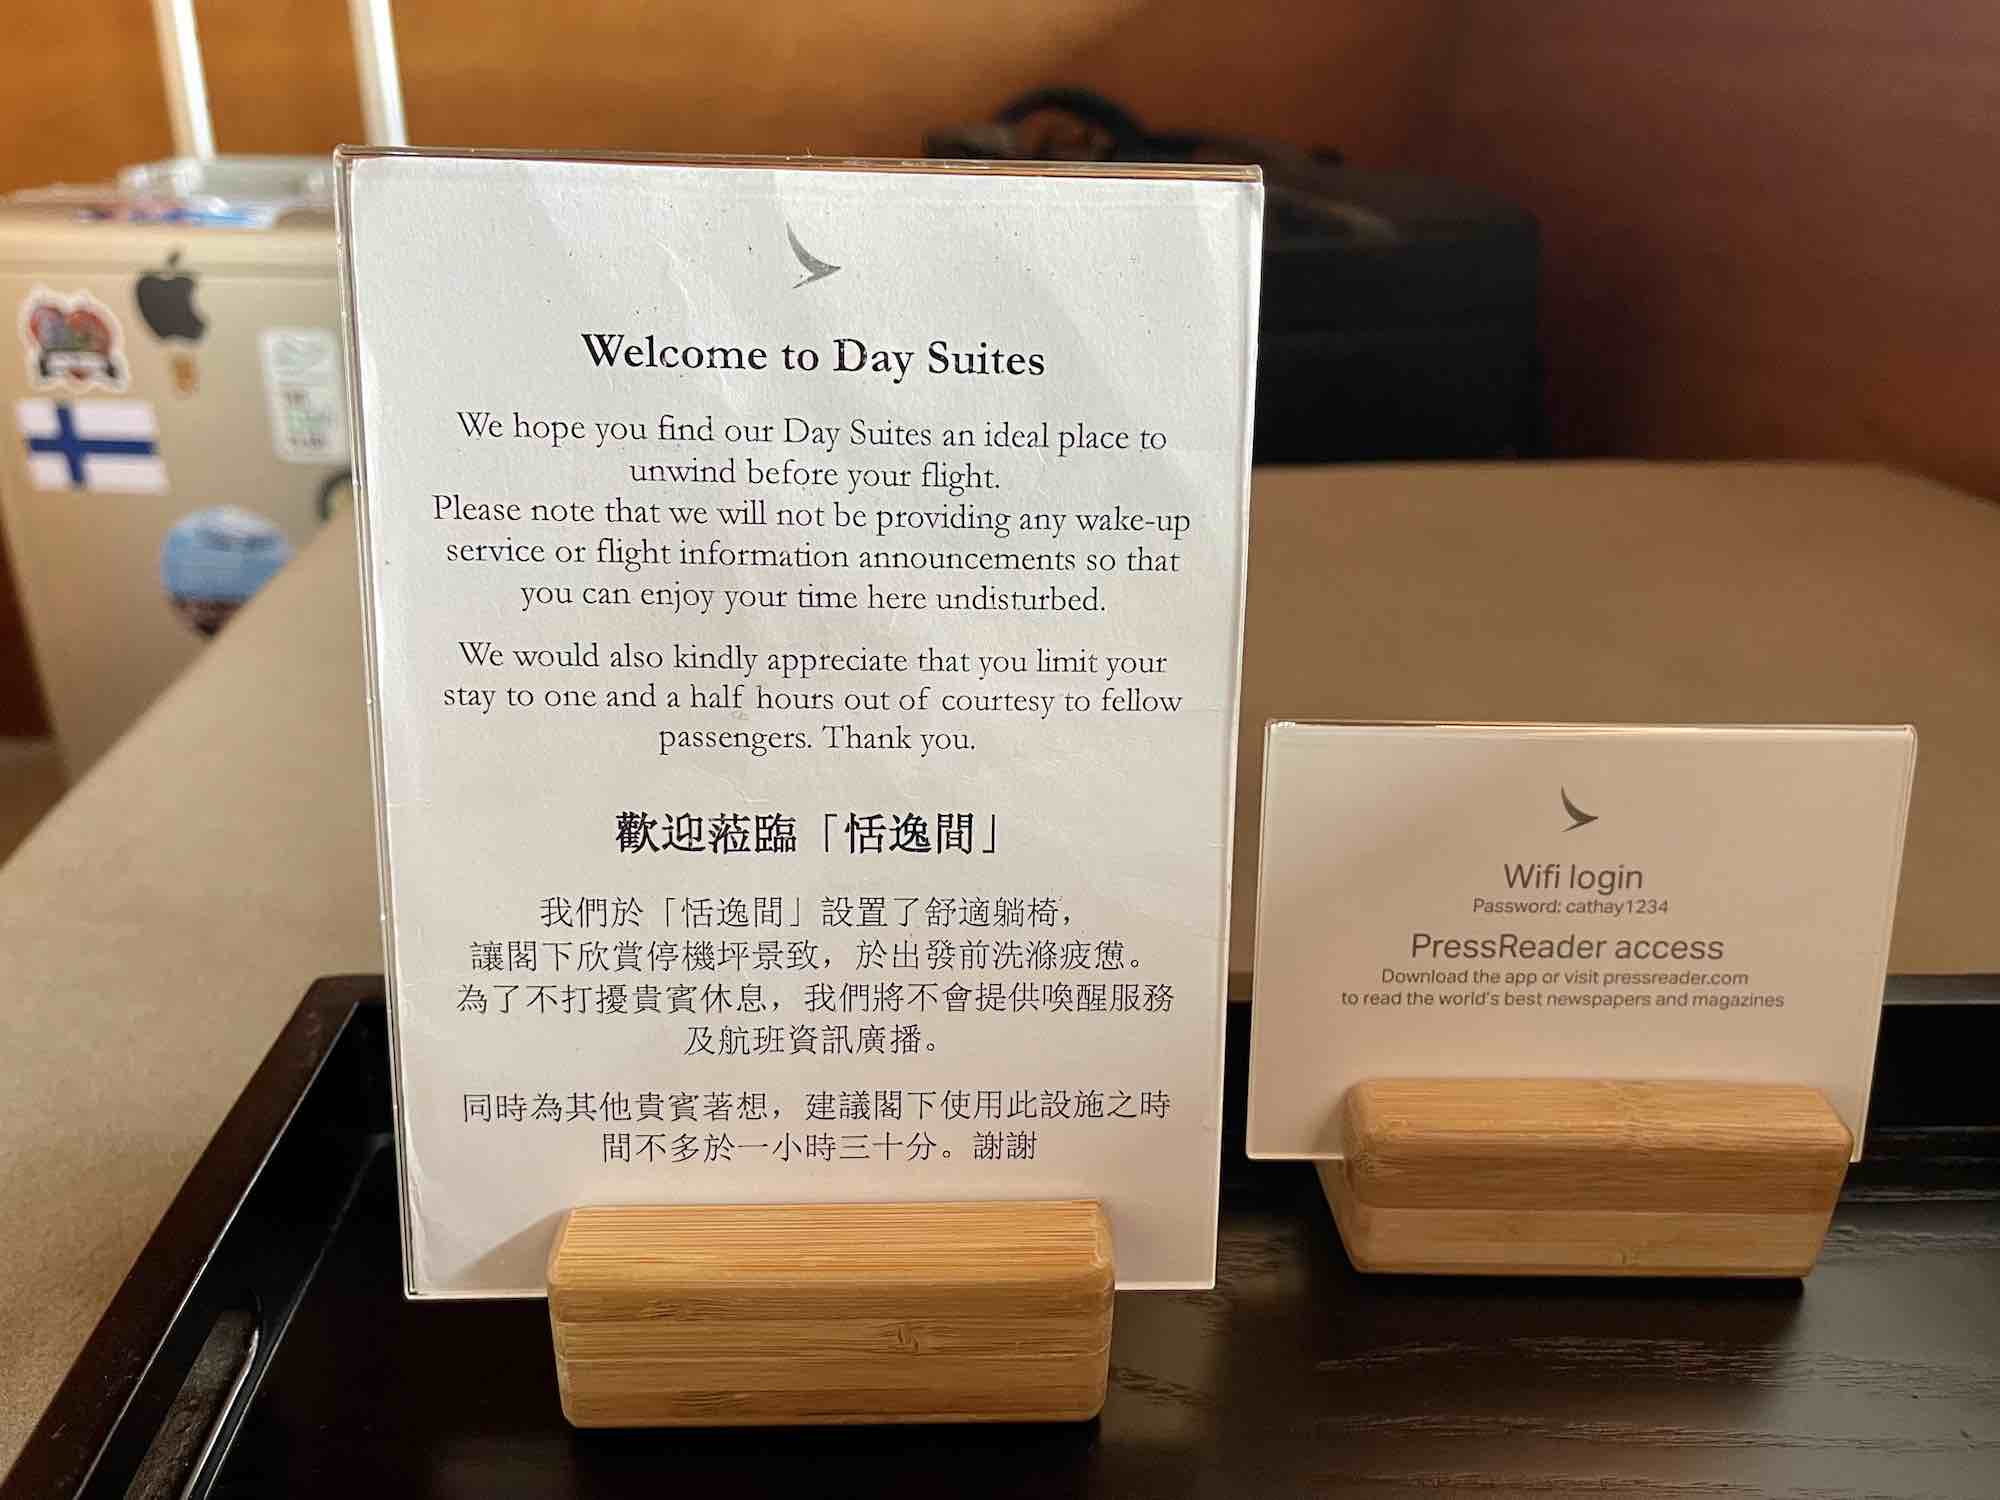 Welcome to Day Suites
We hope you find our Day Suites an ideal place to
unwind before your flight.
Please note that we will not be providing any wake-up
service or flight information announcements so that
you can enjoy your time here undisturbed.
We would also kindly appreciate that you limit your
stay to one and a half hours out of courtesy to fellow
passengers. Thank you.
歡迎蒞臨「恬逸間」
我們於「恬逸間」設置了舒適躺椅，
讓閣下欣賞停機坪景致，於出發前洗滌疲憊。
為了不打擾貴賓休息，我們將不會提供喚醒服務
及航班資訊廣播。
同時為其他貴賓著想，建議閣下使用此設施之時
間不多於一小時三十分。謝謝
Wifi login
Password: cathay1234
PressReader access
Download the app or visit pressreader.com
to read the world's best newspapers and magazines